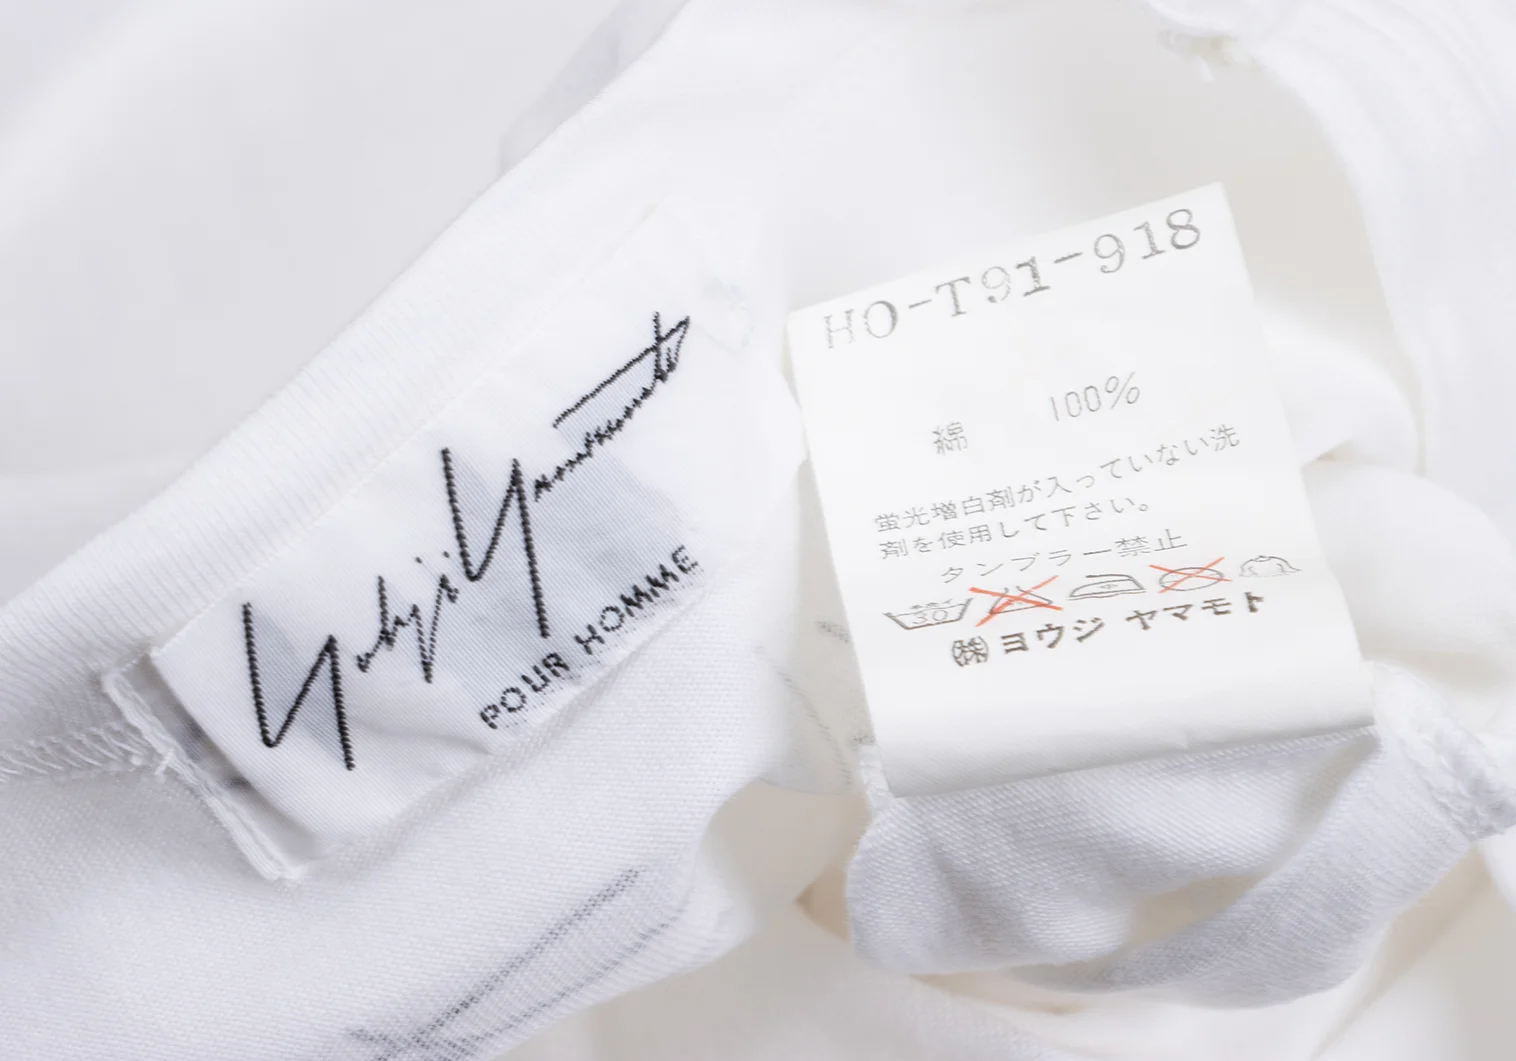 Yohji Yamamoto
POUR HOMME
HO-T91-918
綿 100%
蛍光増白剤が入っていない洗
剤を使用して下さい。
タンブラー禁止
30
㈱ ヨウジ ヤマモト